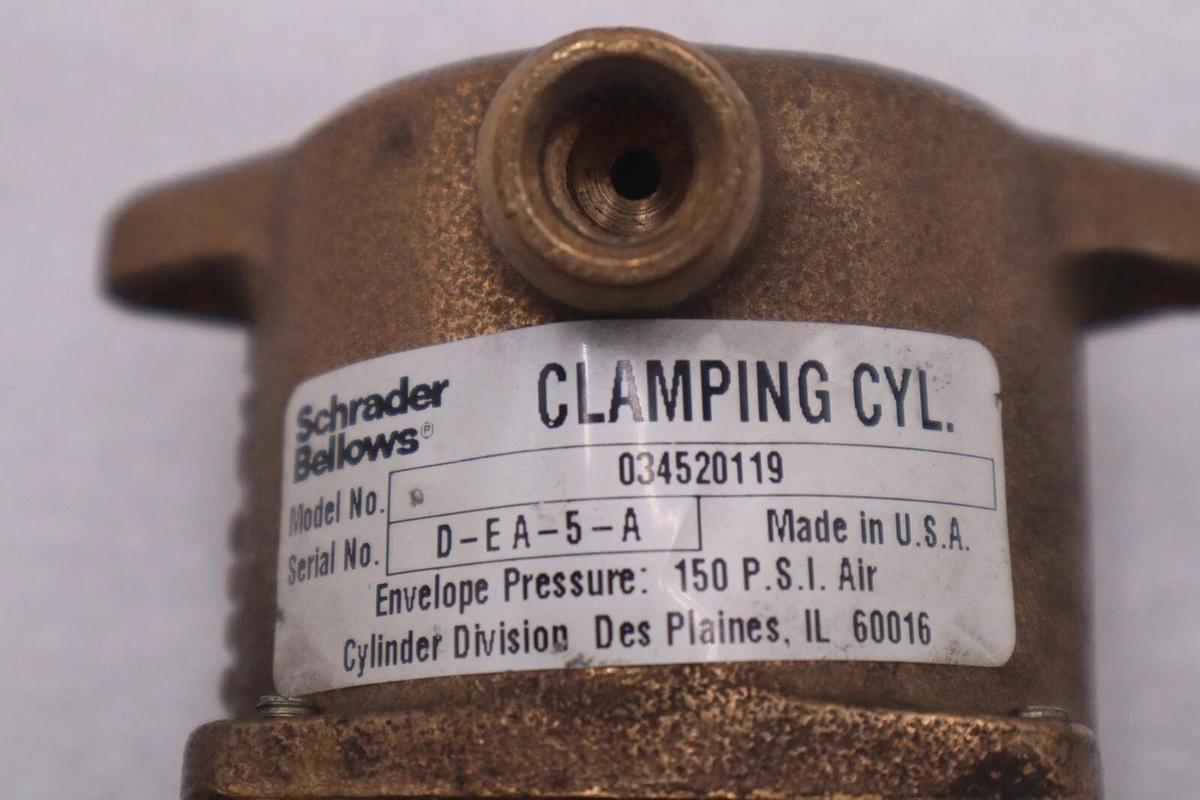 Schrader
Bellows®
CLAMPING CYL.
Model No. 034520119
Serial No. D-EA-5-A Made in U.S.A.
Envelope Pressure: 150 P.S.I. Air
Cylinder Division Des Plaines, IL 60016